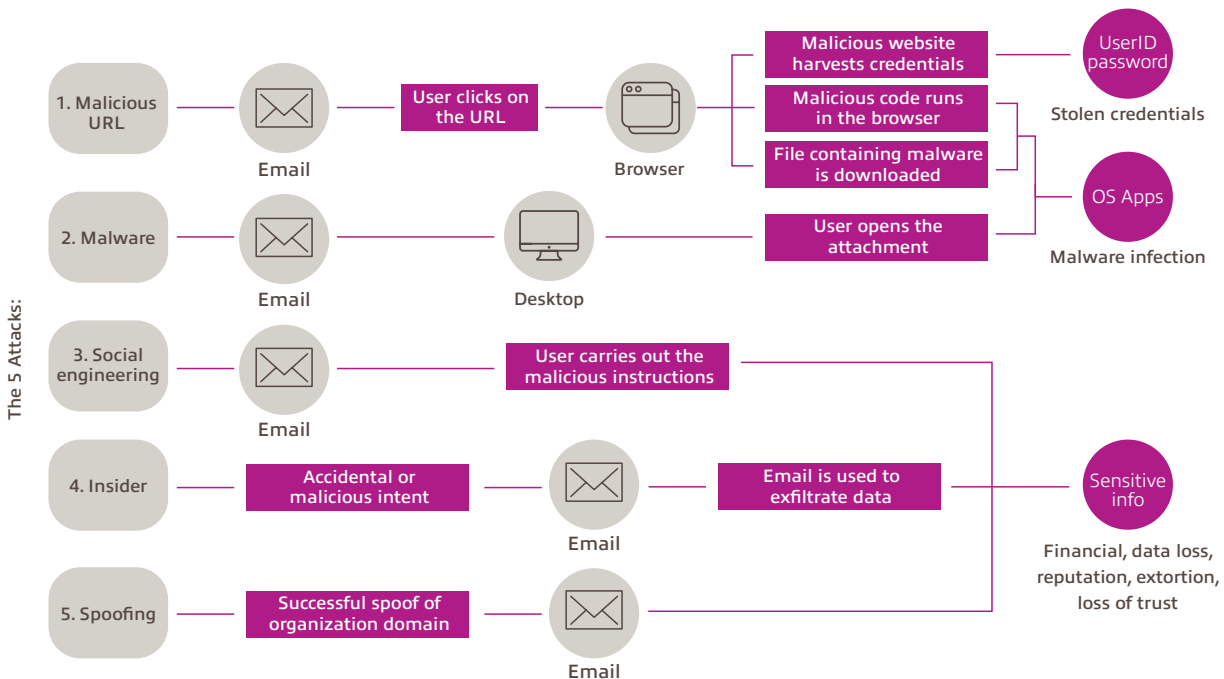 The 5 Attacks:
1. Malicious
URL
Email
User clicks on
the URL
Browser
Malicious website
harvests credentials
UserID
password
Stolen credentials
Malicious code runs
in the browser
File containing malware
is downloaded
2. Malware
Email
Desktop
User opens the
attachment
OS Apps
Malware infection
3. Social
engineering
Email
User carries out the
malicious instructions
4. Insider
Accidental or
malicious intent
Email
Email is used to
exfiltrate data
Sensitive
info
Financial, data loss,
reputation, extortion,
loss of trust
5. Spoofing
Successful spoof of
organization domain
Email